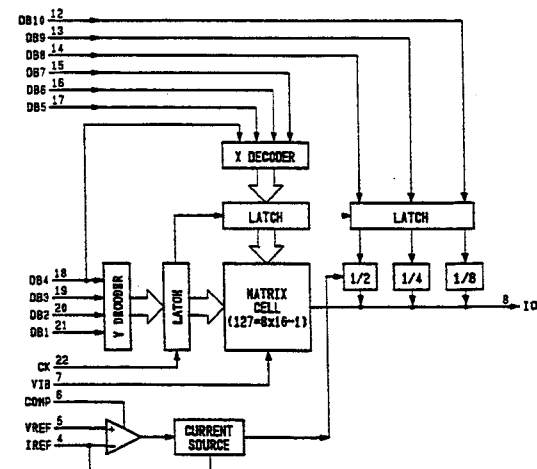 DB10 12
DB9 13
DB8 14
DB7 15
DB6 16
DB5 17
X DECODER
LATCH
LATCH
DB4 18
DB3 19
DB2 20
DB1 21
Y DECODER
LATCH
MATRIX
CELL
(127=8x16-1)
1/2
1/4
1/8
8 IO
CK 22
VIB 7
COMP 6
VREF 5
IREF 4
+
-
CURRENT
SOURCE